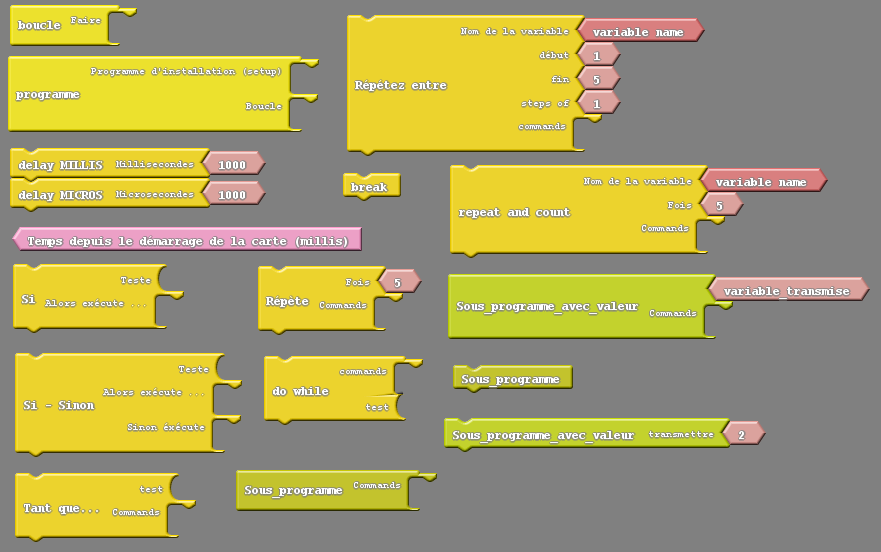 boucle Faire
Programme d'installation (setup)
programme
Boucle
delay MILLIS Millisecondes 1000
delay MICROS Microsecondes 1000
Temps depuis le démarrage de la carte (millis)
Teste
Si Alors exécute ...
Teste
Alors exécute ...
Si - Sinon
Sinon éxécute
test
Tant que... Commands
Fois 5
Répéte Commands
commands
do while
test
Sous_programme Commands
Nom de la variable variable name
début 1
Répétez entre fin 5
steps of 1
commands
break
Nom de la variable variable name
repeat and count Fois 5
Commands
Sous_programme_avec_valeur variable_transmise
Commands
Sous_programme
Sous_programme_avec_valeur transmettre 2